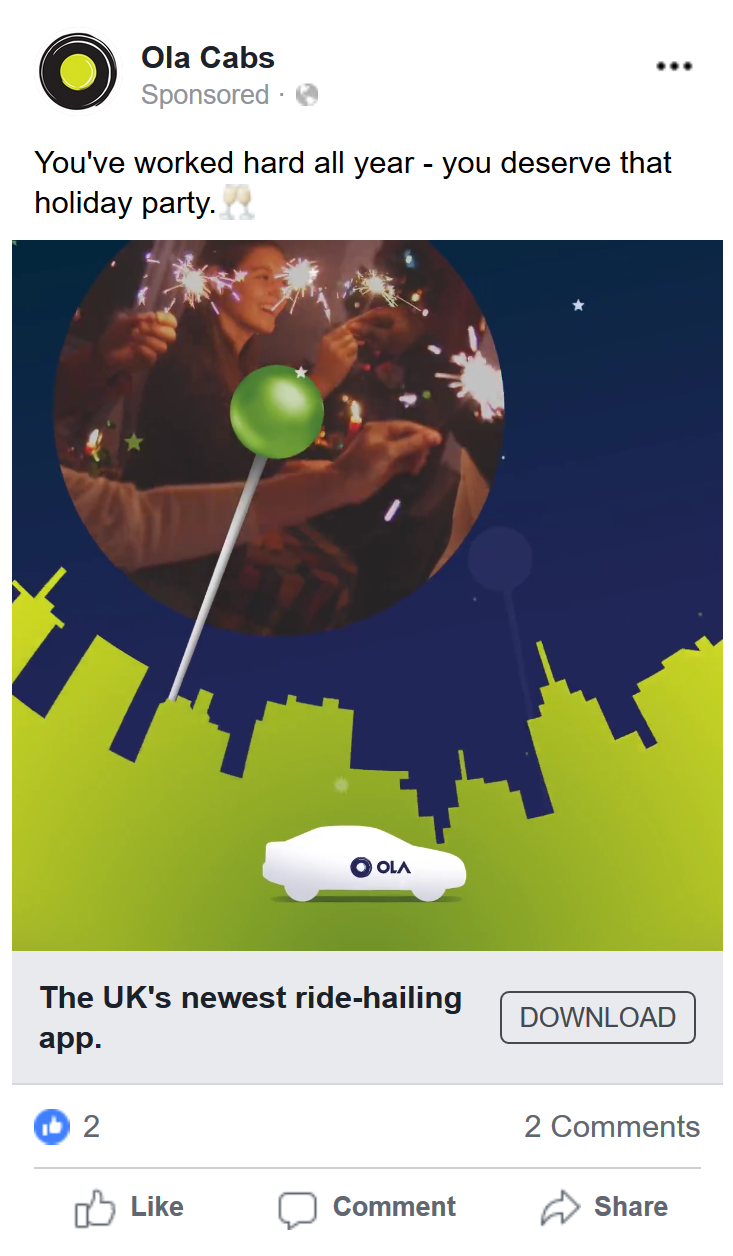 Ola Cabs
Sponsored ·
You've worked hard all year - you deserve that
holiday party.🥂
OLA
The UK's newest ride-hailing
app.
DOWNLOAD
2
2 Comments
Like
Comment
Share